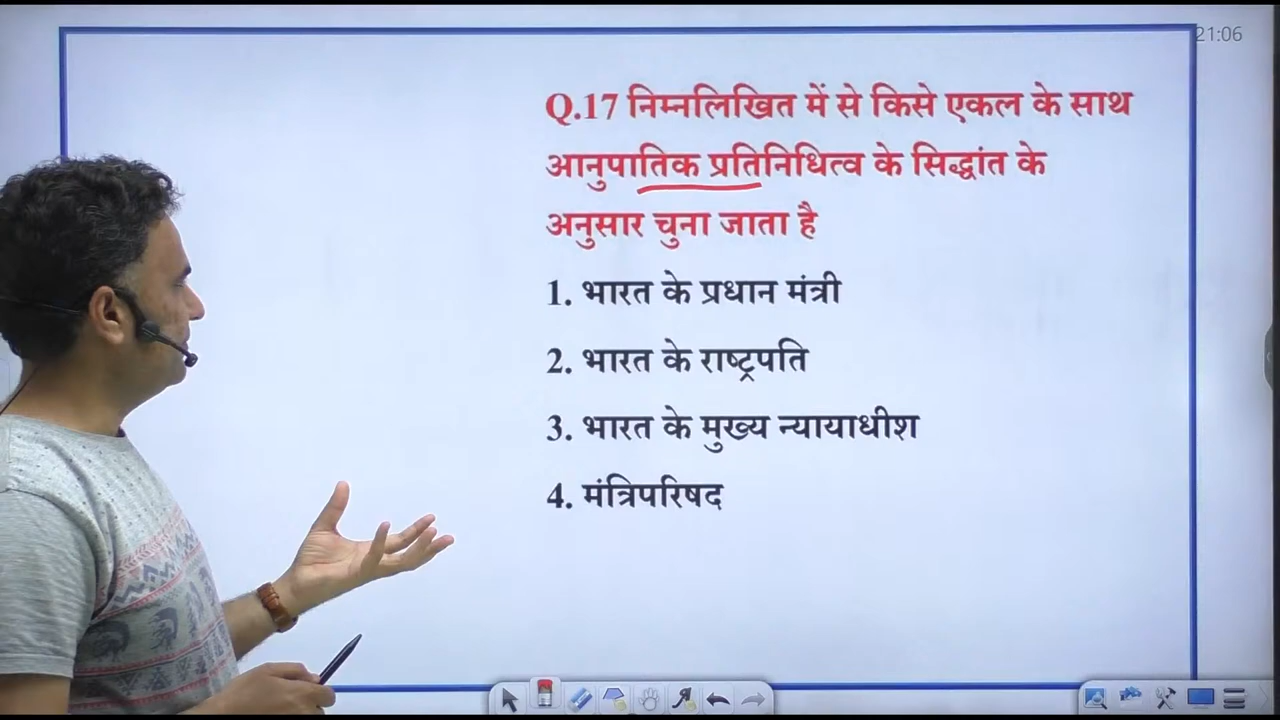 21:06
Q.17 निम्नलिखित में से किसे एकल के साथ
आनुपातिक प्रतिनिधित्व के सिद्धांत के
अनुसार चुना जाता है
1. भारत के प्रधान मंत्री
2. भारत के राष्ट्रपति
3. भारत के मुख्य न्यायाधीश
4. मंत्रिपरिषद